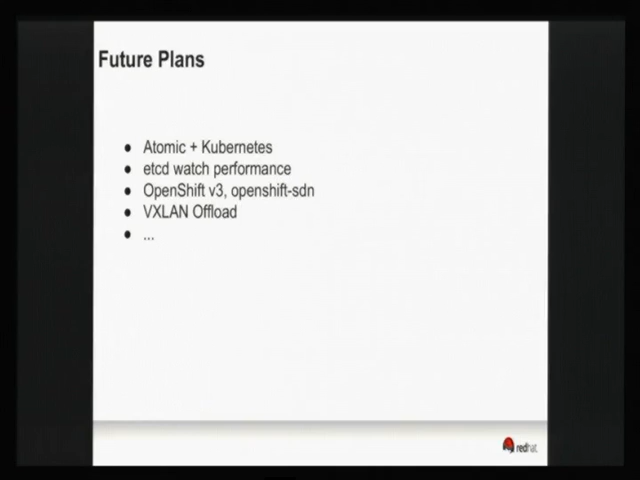 Future Plans
● Atomic + Kubernetes
● etcd watch performance
● OpenShift v3, openshift-sdn
● VXLAN Offload
● ...
redhat